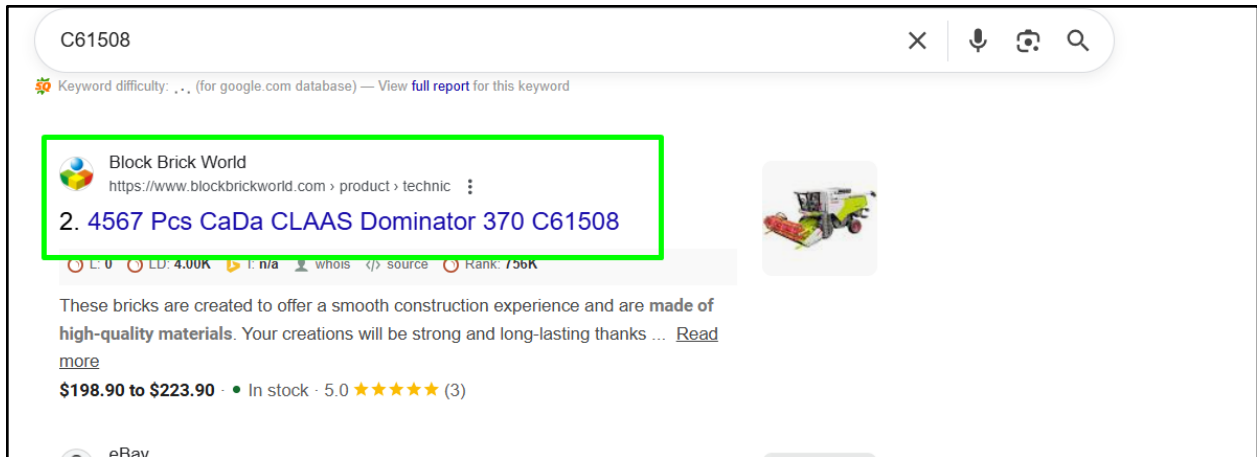 C61508
Keyword difficulty: ... (for google.com database) — View full report for this keyword
Block Brick World
https://www.blockbrickworld.com › product › technic
2. 4567 Pcs CaDa CLAAS Dominator 370 C61508
L: 0 LD: 4.00K I: n/a whois </> source Rank: 756K
These bricks are created to offer a smooth construction experience and are made of
high-quality materials. Your creations will be strong and long-lasting thanks ... Read
more
$198.90 to $223.90 · In stock · 5.0 ★★★★★ (3)
eBay